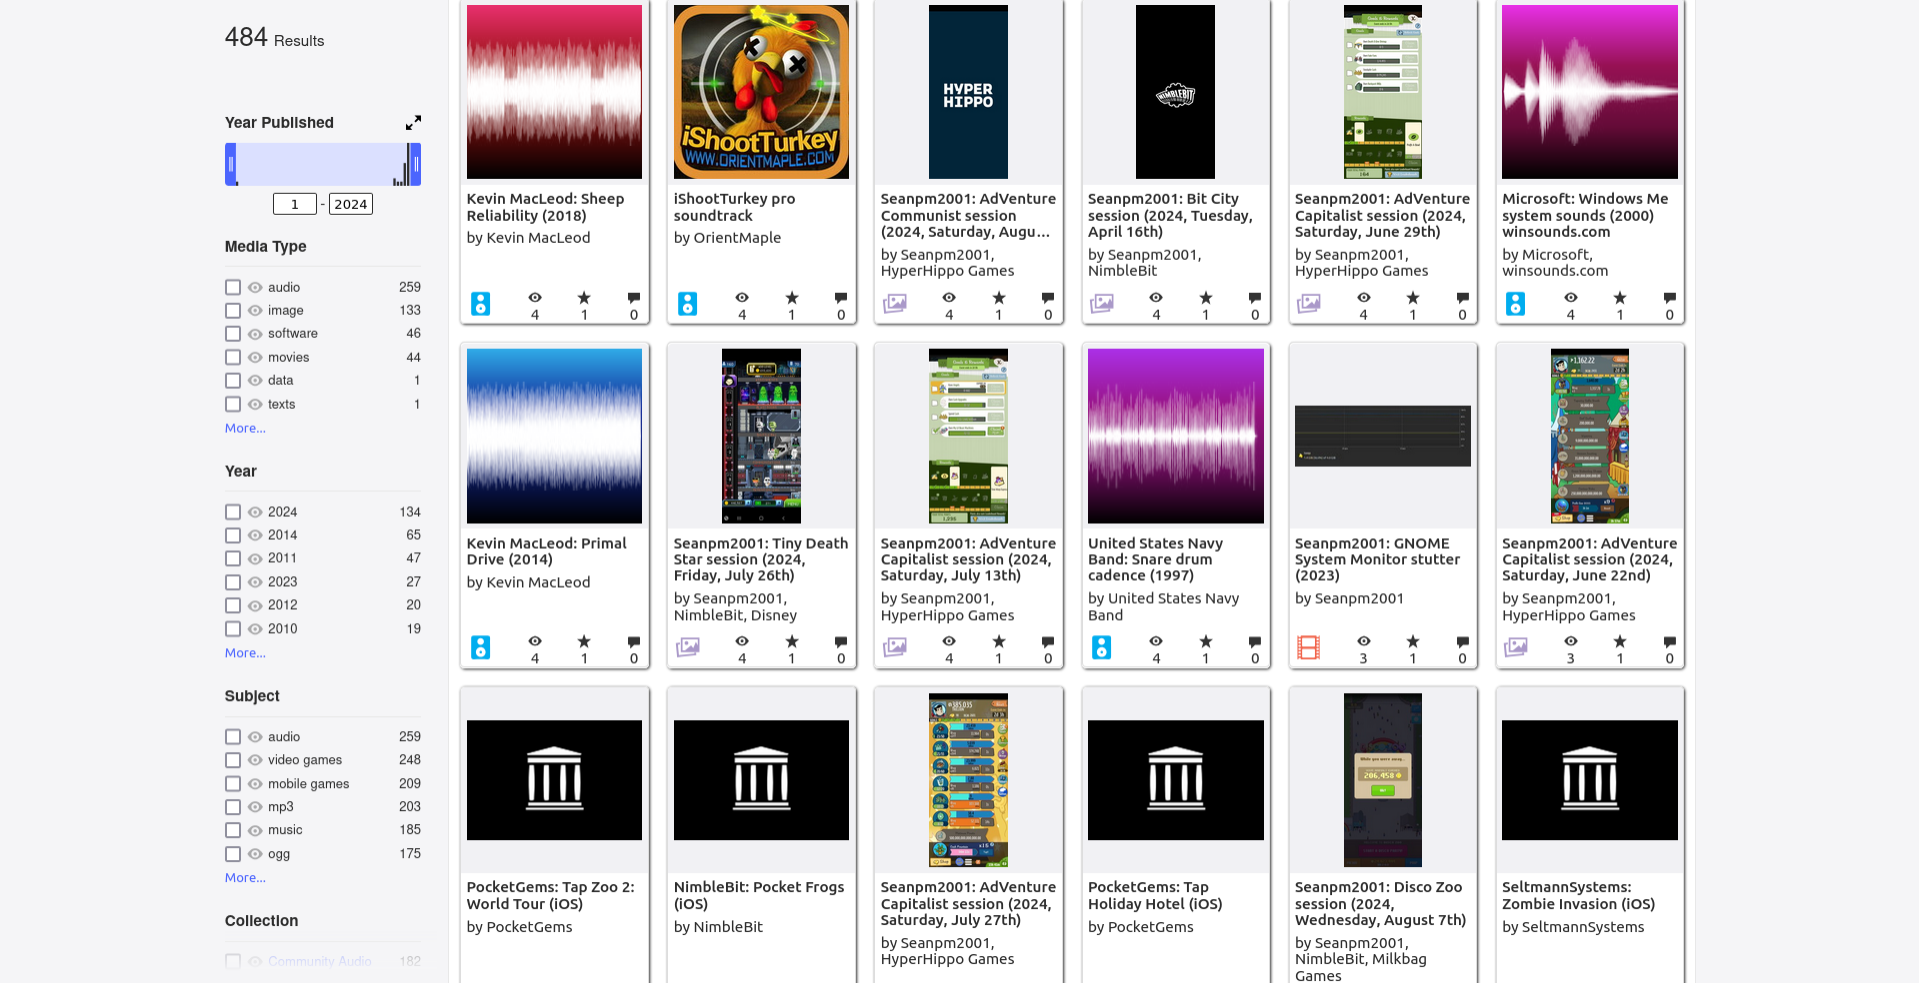 484 Results
Year Published
1 - 2024
Media Type
audio 259
image 133
software 46
movies 44
data 1
texts 1
More...
Year
2024 134
2014 65
2011 47
2023 27
2012 20
2010 19
More...
Subject
audio 259
video games 248
mobile games 209
mp3 203
music 185
ogg 175
More...
Collection
Community Audio 182
Kevin MacLeod: Sheep
Reliability (2018)
by Kevin MacLeod
4 1 0
iShootTurkey
WWW.ORIENTMAPLE.COM
iShootTurkey pro
soundtrack
by OrientMaple
4 1 0
HYPER
HIPPO
Seanpm2001: AdVenture
Communist session
(2024, Saturday, Augu...
by Seanpm2001,
HyperHippo Games
4 1 0
NIMBLEBIT
Seanpm2001: Bit City
session (2024, Tuesday,
April 16th)
by Seanpm2001,
NimbleBit
4 1 0
Seanpm2001: AdVenture
Capitalist session (2024,
Saturday, June 29th)
by Seanpm2001,
HyperHippo Games
4 1 0
Microsoft: Windows Me
system sounds (2000)
winsounds.com
by Microsoft,
winsounds.com
4 1 0
Kevin MacLeod: Primal
Drive (2014)
by Kevin MacLeod
4 1 0
Seanpm2001: Tiny Death
Star session (2024,
Friday, July 26th)
by Seanpm2001,
NimbleBit, Disney
4 1 0
Seanpm2001: AdVenture
Capitalist session (2024,
Saturday, July 13th)
by Seanpm2001,
HyperHippo Games
4 1 0
United States Navy
Band: Snare drum
cadence (1997)
by United States Navy
Band
4 1 0
Seanpm2001: GNOME
System Monitor stutter
(2023)
by Seanpm2001
3 1 0
1,162.22
Seanpm2001: AdVenture
Capitalist session (2024,
Saturday, June 22nd)
by Seanpm2001,
HyperHippo Games
3 1 0
PocketGems: Tap Zoo 2:
World Tour (iOS)
by PocketGems
NimbleBit: Pocket Frogs
(iOS)
by NimbleBit
385,035
Seanpm2001: AdVenture
Capitalist session (2024,
Saturday, July 27th)
by Seanpm2001,
HyperHippo Games
PocketGems: Tap
Holiday Hotel (iOS)
by PocketGems
While you were away...
206,458
Seanpm2001: Disco Zoo
session (2024,
Wednesday, August 7th)
by Seanpm2001,
NimbleBit, Milkbag
Games
SeltmannSystems:
Zombie Invasion (iOS)
by SeltmannSystems